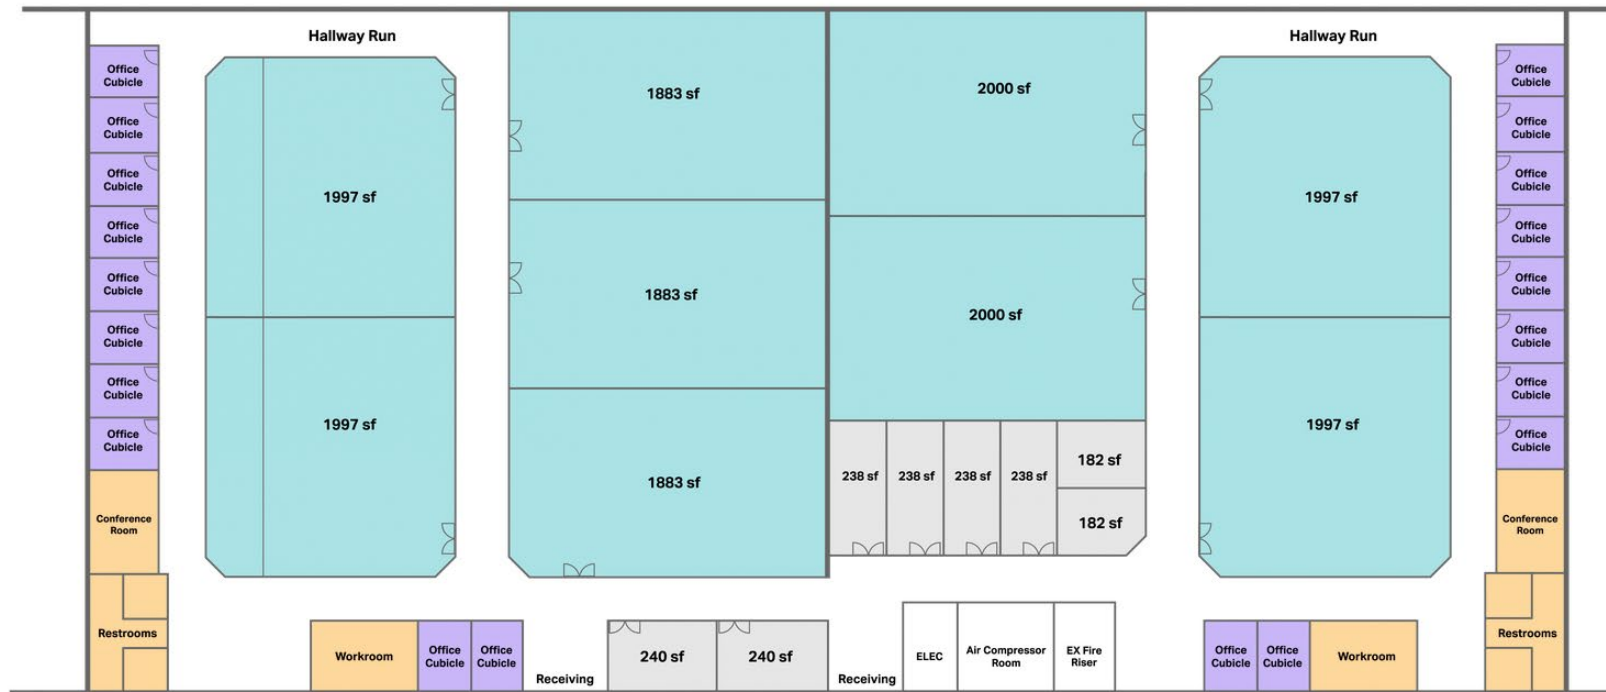 Hallway Run
Hallway Run
Office
Cubicle
Office
Cubicle
Office
Cubicle
Office
Cubicle
Office
Cubicle
Office
Cubicle
Office
Cubicle
Office
Cubicle
Conference
Room
Restrooms
1997 sf
1997 sf
1883 sf
1883 sf
1883 sf
2000 sf
2000 sf
238 sf
238 sf
238 sf
238 sf
182 sf
182 sf
1997 sf
1997 sf
Office
Cubicle
Office
Cubicle
Office
Cubicle
Office
Cubicle
Office
Cubicle
Office
Cubicle
Office
Cubicle
Office
Cubicle
Conference
Room
Restrooms
Workroom
Office
Cubicle
Office
Cubicle
Receiving
240 sf
240 sf
Receiving
ELEC
Air Compressor
Room
EX Fire
Riser
Office
Cubicle
Office
Cubicle
Workroom